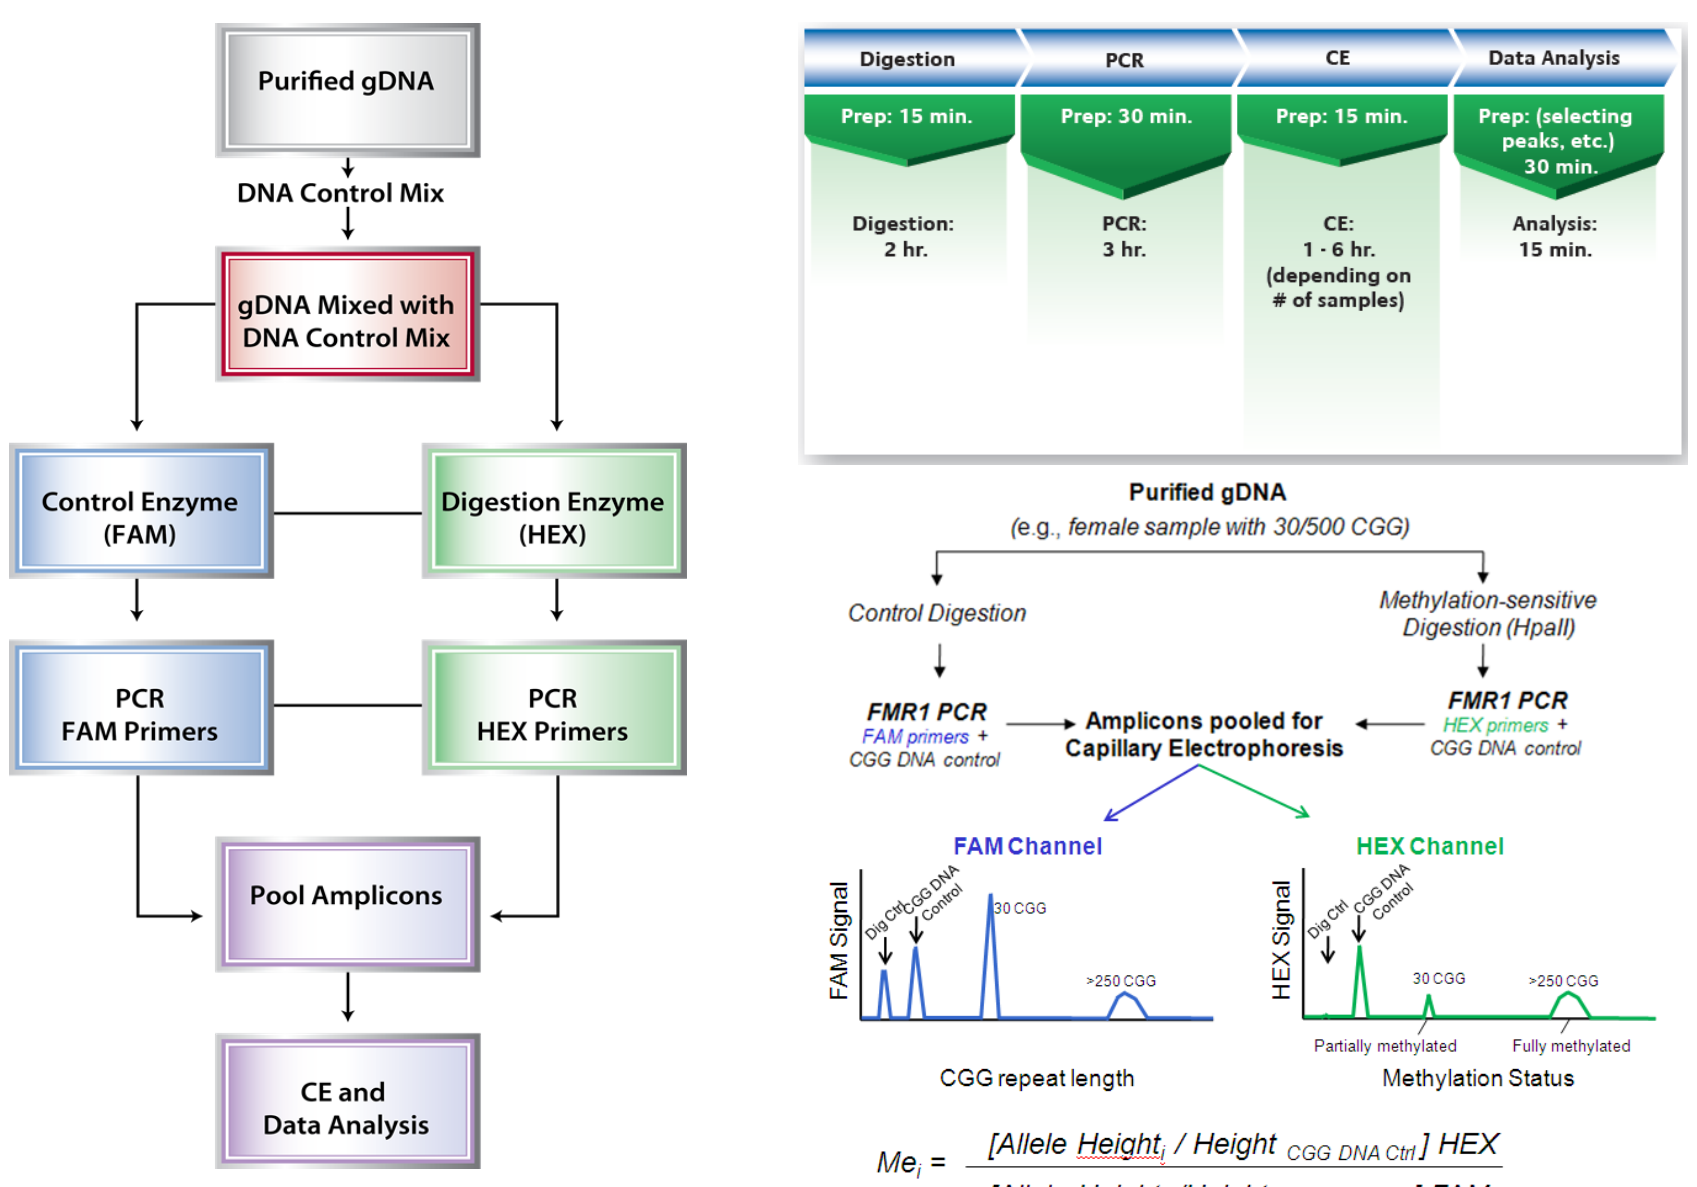 Purified gDNA
DNA Control Mix
gDNA Mixed with
DNA Control Mix
Control Enzyme
(FAM)
Digestion Enzyme
(HEX)
PCR
FAM Primers
PCR
HEX Primers
Pool Amplicons
CE and
Data Analysis
Digestion
PCR
CE
Data Analysis
Prep: 15 min.
Prep: 30 min.
Prep: 15 min.
Prep: (selecting
peaks, etc.)
30 min.
Digestion:
2 hr.
PCR:
3 hr.
CE:
1 - 6 hr.
(depending on
# of samples)
Analysis:
15 min.
Purified gDNA
(e.g., female sample with 30/500 CGG)
Control Digestion
Methylation-sensitive
Digestion (HpaII)
FMR1 PCR
FAM primers +
CGG DNA control
Amplicons pooled for
Capillary Electrophoresis
FMR1 PCR
HEX primers +
CGG DNA control
FAM Channel
FAM Signal
Dig Ctrl
CGG DNA
Control
30 CGG
>250 CGG
CGG repeat length
HEX Channel
HEX Signal
Dig Ctrl
CGG DNA
Control
30 CGG
>250 CGG
Partially methylated
Fully methylated
Methylation Status
Me i =
[Allele Height i / Height CGG DNA Ctrl ] HEX